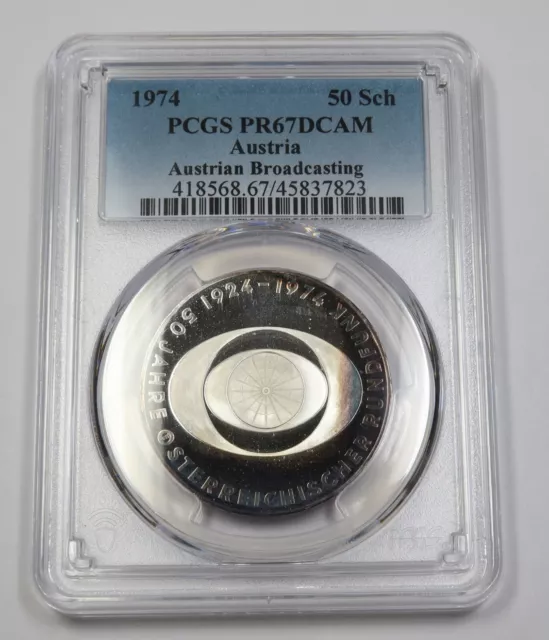 1974 50 Sch
PCGS PR67DCAM
Austria
Austrian Broadcasting
418568.67/45837823
50 JAHRE ÖSTERREICHISCHER RUNDFUNK 1924-1974